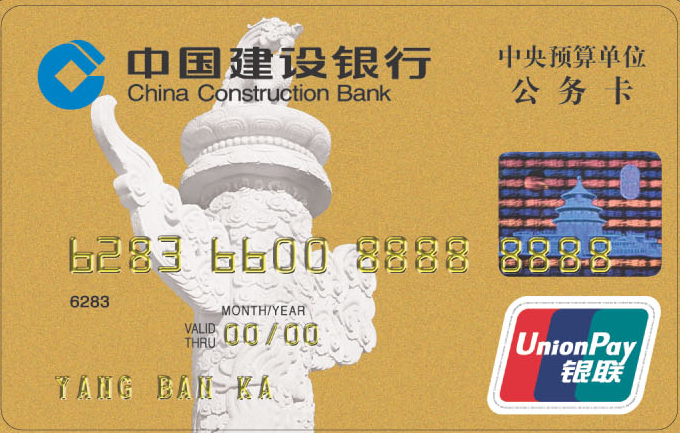 中国建设银行
China Construction Bank
中央预算单位
公务卡
6283 6600 8888 8888
6283
MONTH/YEAR
VALID
THRU
00/00
YANG BAN KA
UnionPay
银联